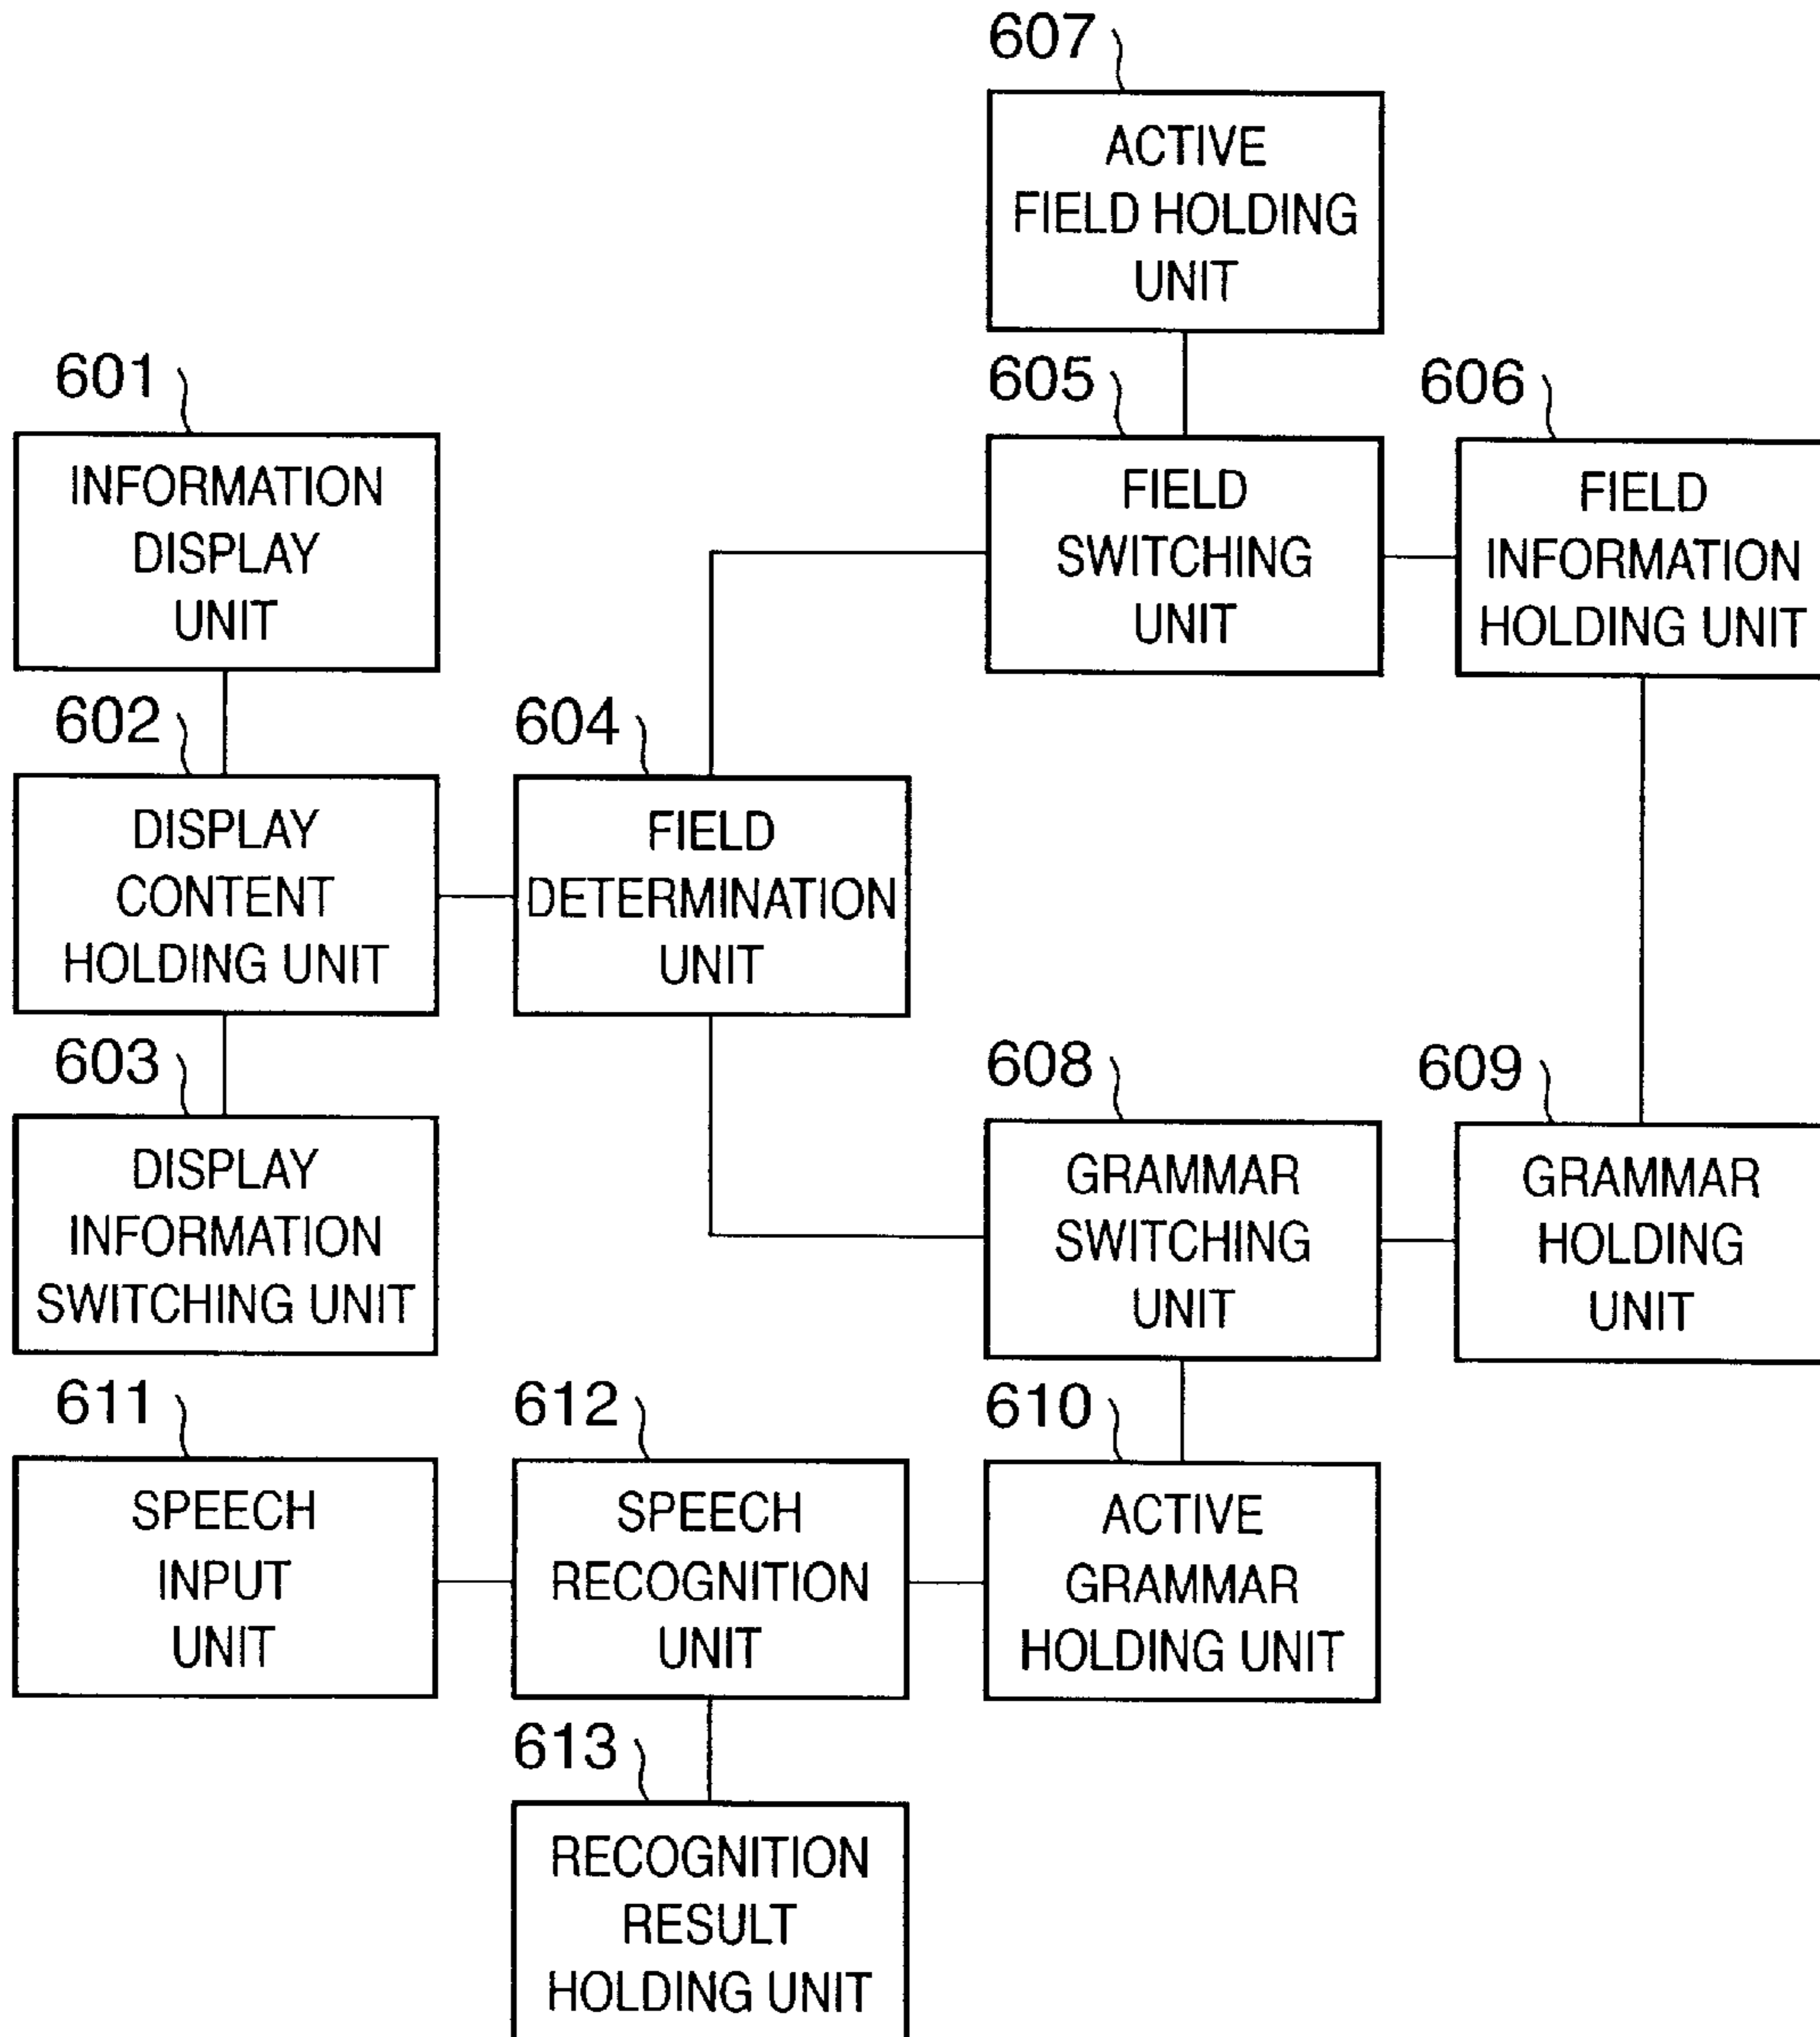 607
ACTIVE
FIELD HOLDING
UNIT
601
INFORMATION
DISPLAY
UNIT
605
FIELD
SWITCHING
UNIT
606
FIELD
INFORMATION
HOLDING UNIT
602
DISPLAY
CONTENT
HOLDING UNIT
604
FIELD
DETERMINATION
UNIT
603
DISPLAY
INFORMATION
SWITCHING UNIT
608
GRAMMAR
SWITCHING
UNIT
609
GRAMMAR
HOLDING
UNIT
611
SPEECH
INPUT
UNIT
612
SPEECH
RECOGNITION
UNIT
610
ACTIVE
GRAMMAR
HOLDING UNIT
613
RECOGNITION
RESULT
HOLDING UNIT